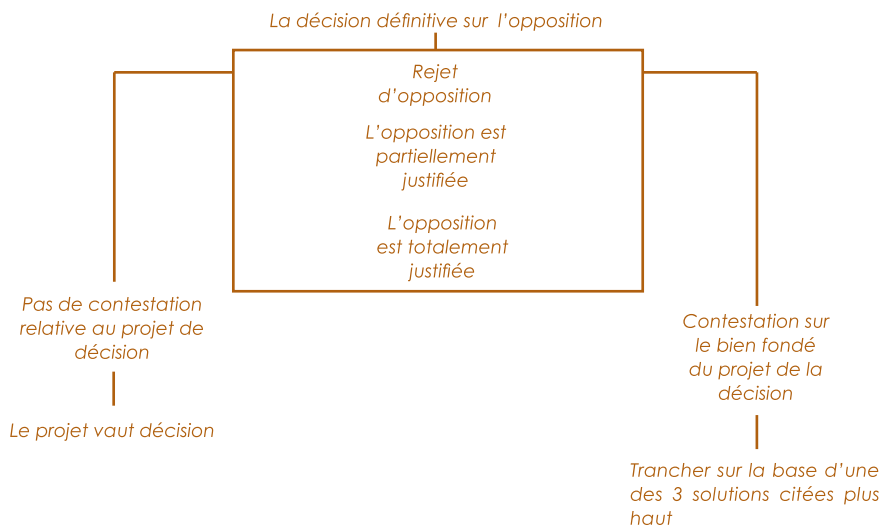 La décision définitive sur l’opposition
Rejet
d’opposition
L’opposition est
partiellement
justifiée
L’opposition
est totalement
justifiée
Pas de contestation
relative au projet de
décision
Le projet vaut décision
Contestation sur
le bien fondé
du projet de la
décision
Trancher sur la base d’une
des 3 solutions citées plus
haut